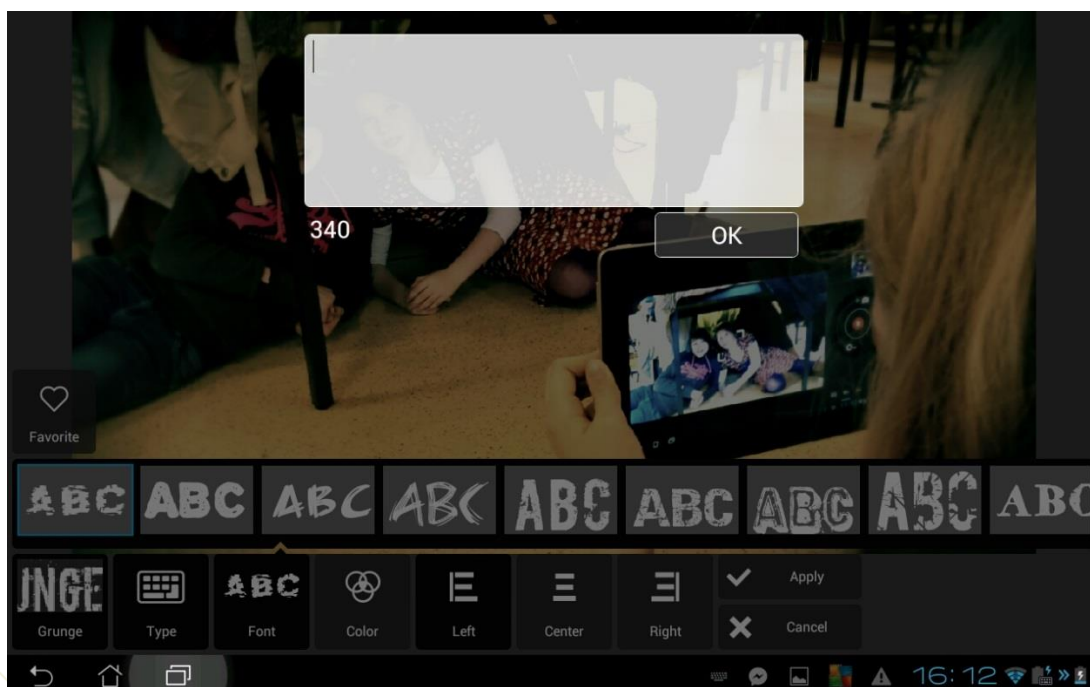 340
OK
Favorite
ABC ABC ABC ABC ABC ABC ABC ABC ABC
UNGE ABC
Grunge Type Font Color Left Center Right
Apply
Cancel
16:12